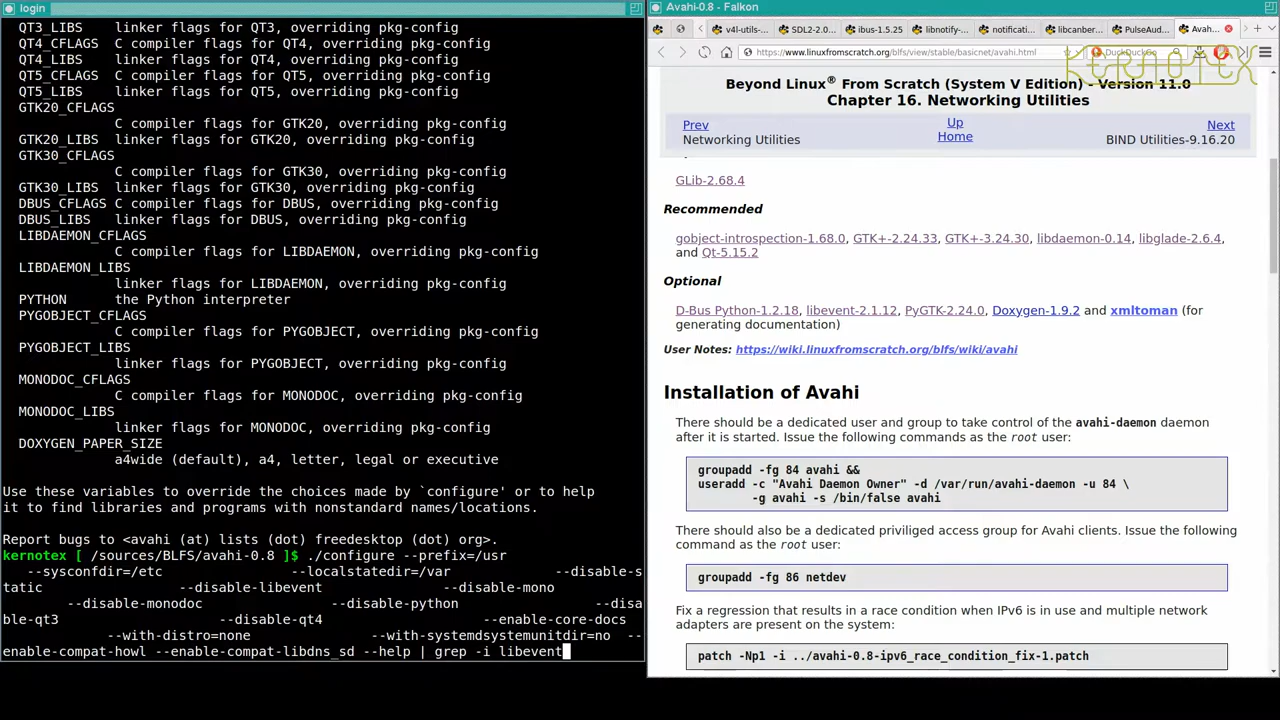 login
QT3_LIBS linker flags for QT3, overriding pkg-config
QT4_CFLAGS C compiler flags for QT4, overriding pkg-config
QT4_LIBS linker flags for QT4, overriding pkg-config
QT5_CFLAGS C compiler flags for QT5, overriding pkg-config
QT5_LIBS linker flags for QT5, overriding pkg-config
GTK20_CFLAGS
C compiler flags for GTK20, overriding pkg-config
GTK20_LIBS linker flags for GTK20, overriding pkg-config
GTK30_CFLAGS
C compiler flags for GTK30, overriding pkg-config
GTK30_LIBS linker flags for GTK30, overriding pkg-config
DBUS_CFLAGS C compiler flags for DBUS, overriding pkg-config
DBUS_LIBS linker flags for DBUS, overriding pkg-config
LIBDAEMON_CFLAGS
C compiler flags for LIBDAEMON, overriding pkg-config
LIBDAEMON_LIBS
linker flags for LIBDAEMON, overriding pkg-config
PYTHON the Python interpreter
PYGOBJECT_CFLAGS
C compiler flags for PYGOBJECT, overriding pkg-config
PYGOBJECT_LIBS
linker flags for PYGOBJECT, overriding pkg-config
MONODOC_CFLAGS
C compiler flags for MONODOC, overriding pkg-config
MONODOC_LIBS
linker flags for MONODOC, overriding pkg-config
DOXYGEN_PAPER_SIZE
a4wide (default), a4, letter, legal or executive
Use these variables to override the choices made by `configure' or to help
it to find libraries and programs with nonstandard names/locations.
Report bugs to <avahi (at) lists (dot) freedesktop (dot) org>.
kernotex [ /sources/BLFS/avahi-0.8 ]$ ./configure --prefix=/usr
--sysconfdir=/etc --localstatedir=/var --disable-s
tatic --disable-libevent --disable-mono
--disable-monodoc --disable-python --disa
ble-qt3 --disable-qt4 --enable-core-docs
--with-distro=none --with-systemdsystemunitdir=no --
enable-compat-howl --enable-compat-libdns_sd --help | grep -i libevent
Avahi-0.8 - Falkon
v4l-utils-... SDL2-2.0... ibus-1.5.25 libnotify-... notificati... libcanber... PulseAud... Avah...
https://www.linuxfromscratch.org/blfs/view/stable/basicnet/avahi.html DuckDuckGo
KERNOTEX
Beyond Linux® From Scratch (System V Edition) - Version 11.0
Chapter 16. Networking Utilities
Prev Up Next
Networking Utilities Home BIND Utilities-9.16.20
GLib-2.68.4
Recommended
gobject-introspection-1.68.0, GTK+-2.24.33, GTK+-3.24.30, libdaemon-0.14, libglade-2.6.4,
and Qt-5.15.2
Optional
D-Bus Python-1.2.18, libevent-2.1.12, PyGTK-2.24.0, Doxygen-1.9.2 and xmltoman (for
generating documentation)
User Notes: https://wiki.linuxfromscratch.org/blfs/wiki/avahi
Installation of Avahi
There should be a dedicated user and group to take control of the avahi-daemon daemon
after it is started. Issue the following commands as the root user:
groupadd -fg 84 avahi &&
useradd -c "Avahi Daemon Owner" -d /var/run/avahi-daemon -u 84 \
-g avahi -s /bin/false avahi
There should also be a dedicated priviliged access group for Avahi clients. Issue the following
command as the root user:
groupadd -fg 86 netdev
Fix a regression that results in a race condition when IPv6 is in use and multiple network
adapters are present on the system:
patch -Np1 -i ../avahi-0.8-ipv6_race_condition_fix-1.patch